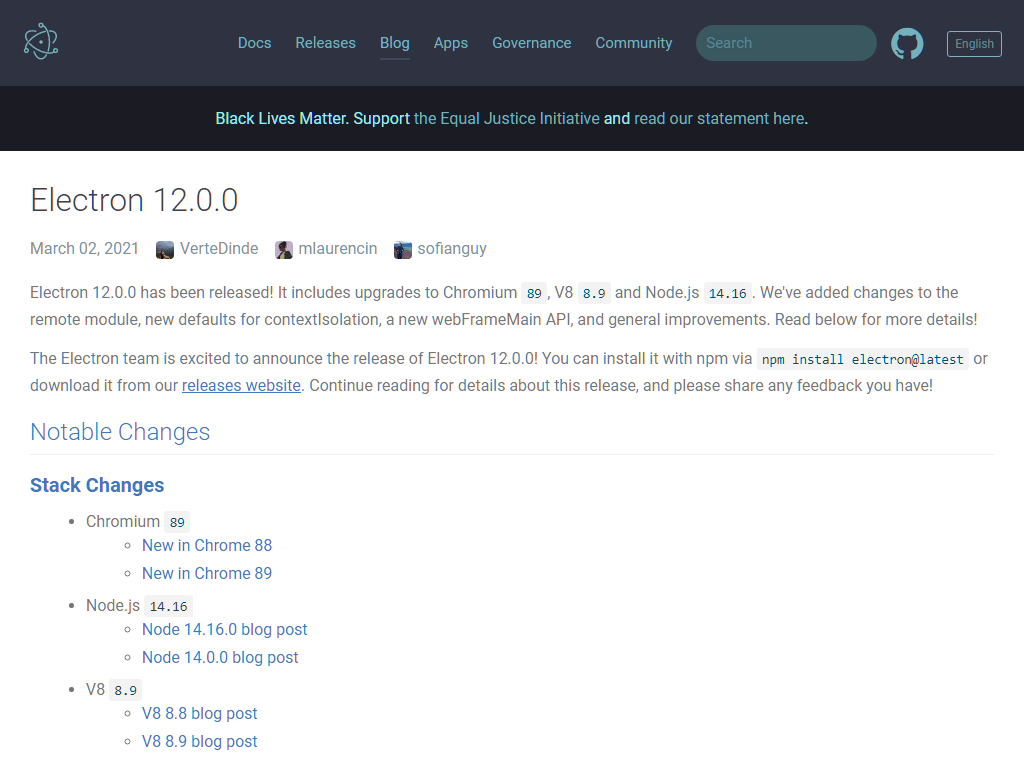 Docs Releases Blog Apps Governance Community Search English
Black Lives Matter. Support the Equal Justice Initiative and read our statement here.
Electron 12.0.0
March 02, 2021 VerteDinde mlaurencin sofianguy
Electron 12.0.0 has been released! It includes upgrades to Chromium 89, V8 8.9 and Node.js 14.16. We've added changes to the
remote module, new defaults for contextIsolation, a new webFrameMain API, and general improvements. Read below for more details!
The Electron team is excited to announce the release of Electron 12.0.0! You can install it with npm via npm install electron@latest or
download it from our releases website. Continue reading for details about this release, and please share any feedback you have!
Notable Changes
Stack Changes
• Chromium 89
◦ New in Chrome 88
◦ New in Chrome 89
• Node.js 14.16
◦ Node 14.16.0 blog post
◦ Node 14.0.0 blog post
• V8 8.9
◦ V8 8.8 blog post
◦ V8 8.9 blog post